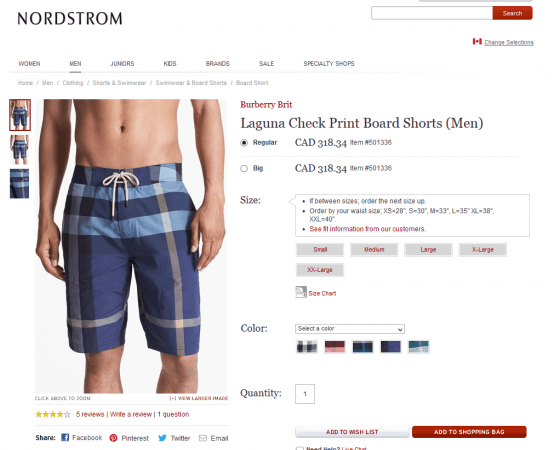 NORDSTROM
Search
Change Selections
WOMEN MEN JUNIORS KIDS BRANDS SALE SPECIALTY SHOPS
Home / Men / Clothing / Shorts & Swimwear / Swimwear & Board Shorts / Board Short
Burberry Brit
Laguna Check Print Board Shorts (Men)
Regular CAD 318.34 Item #501336
Big CAD 318.34 Item #501336
Size:
If between sizes; order the next size up.
Order by your waist size; XS=28", S=30", M=33", L=35" XL=38",
XXL=40".
See fit information from our customers.
Small Medium Large X-Large
XX-Large
Size Chart
Color: Select a color
Quantity: 1
CLICK ABOVE TO ZOOM [+] VIEW LARGER IMAGE
5 reviews | Write a review | 1 question
ADD TO WISH LIST ADD TO SHOPPING BAG
Share: Facebook Pinterest Twitter Email
Need Help? Live Chat